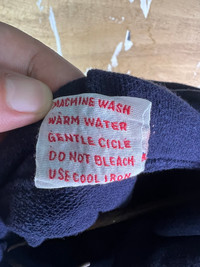 MACHINE WASH
WARM WATER
GENTLE CICLE
DO NOT BLEACH
USE COOL IRON